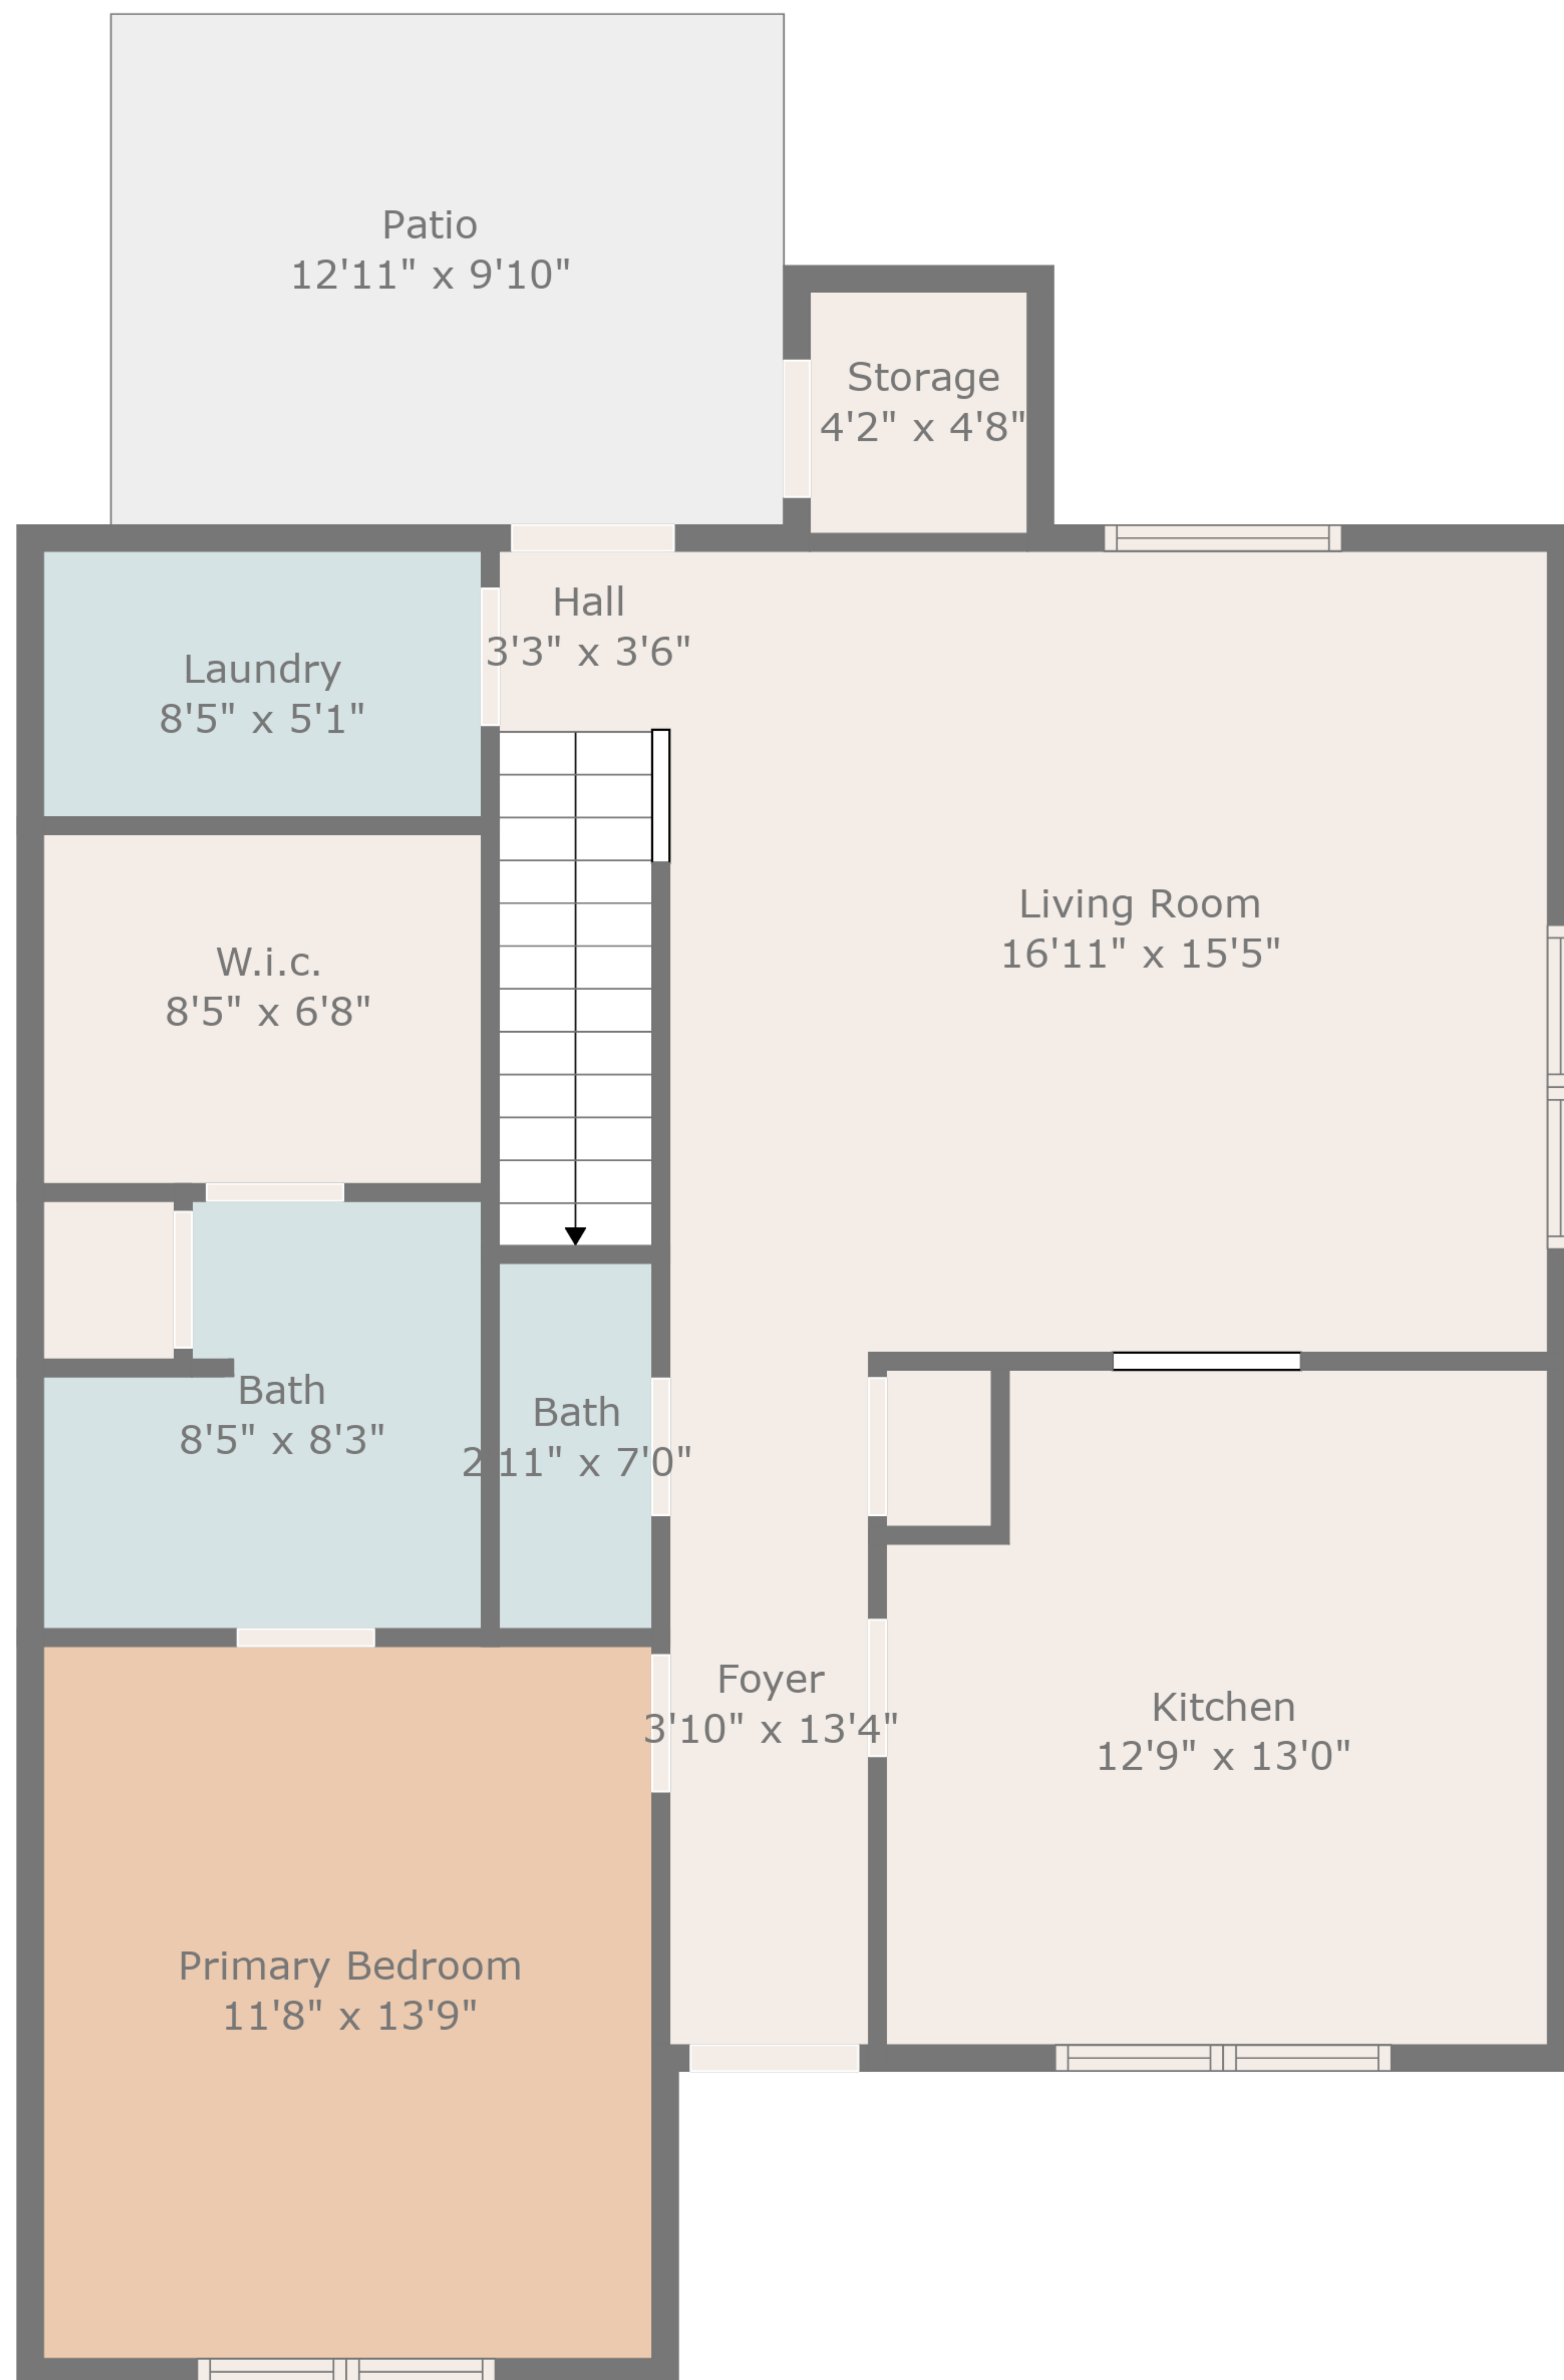 Patio
12'11" x 9'10"
Storage
4'2" x 4'8"
Hall
3'3" x 3'6"
Laundry
8'5" x 5'1"
Living Room
16'11" x 15'5"
W.i.c.
8'5" x 6'8"
Bath
8'5" x 8'3"
Bath
2'11" x 7'0"
Foyer
3'10" x 13'4"
Kitchen
12'9" x 13'0"
Primary Bedroom
11'8" x 13'9"